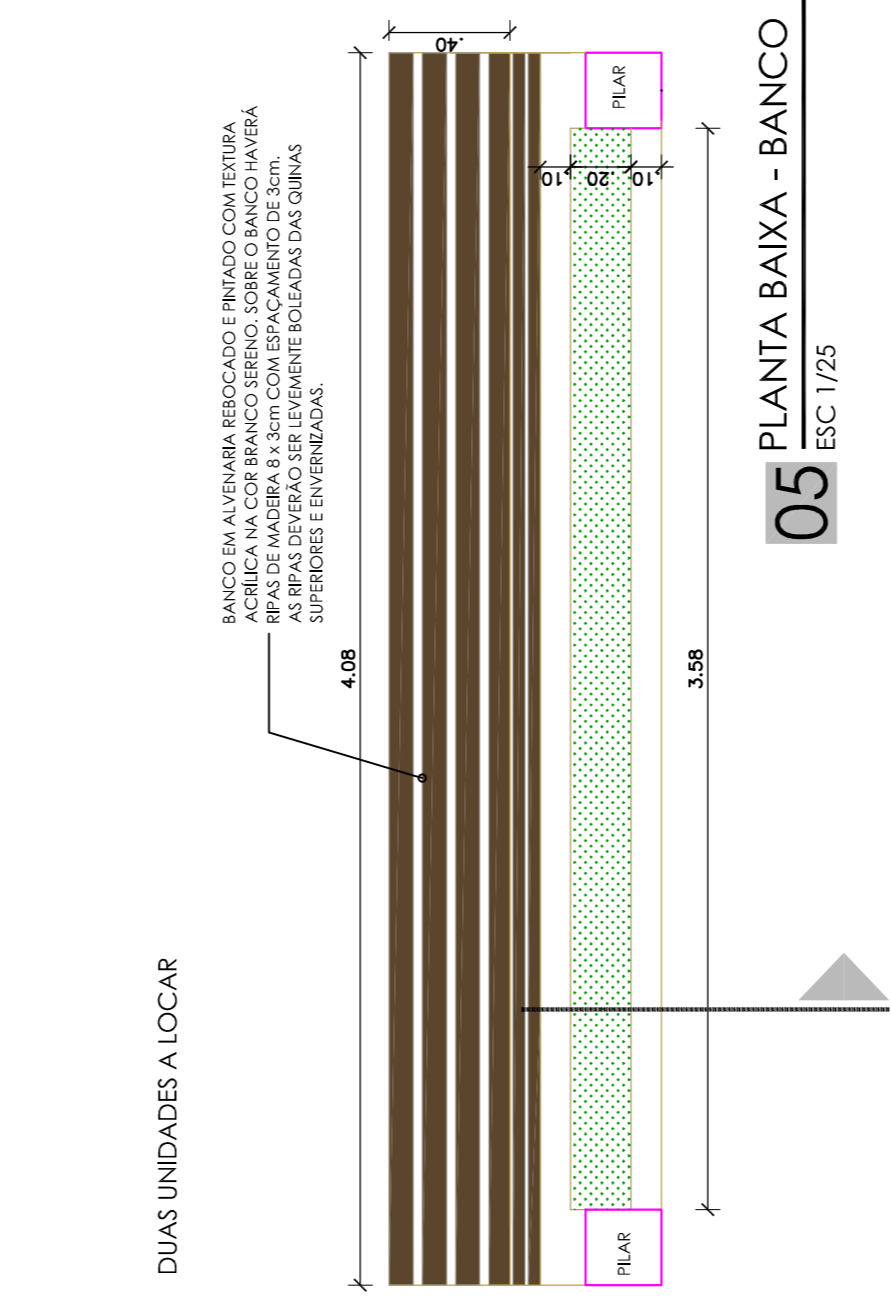 DUAS UNIDADES A LOCAR
BANCO EM ALVENARIA REBOCADO E PINTADO COM TEXTURA
ACRÍLICA NA COR BRANCO SERENO. SOBRE O BANCO HAVERÁ
RIPAS DE MADEIRA 8 x 3cm COM ESPAÇAMENTO DE 3cm.
AS RIPAS DEVERÃO SER LEVEMENTE BOLEADAS DAS QUINAS
SUPERIORES E ENVERNIZADAS.
4.08
.40
PILAR
PILAR
.10
.20
.10
3.58
05 PLANTA BAIXA - BANCO
ESC 1/25